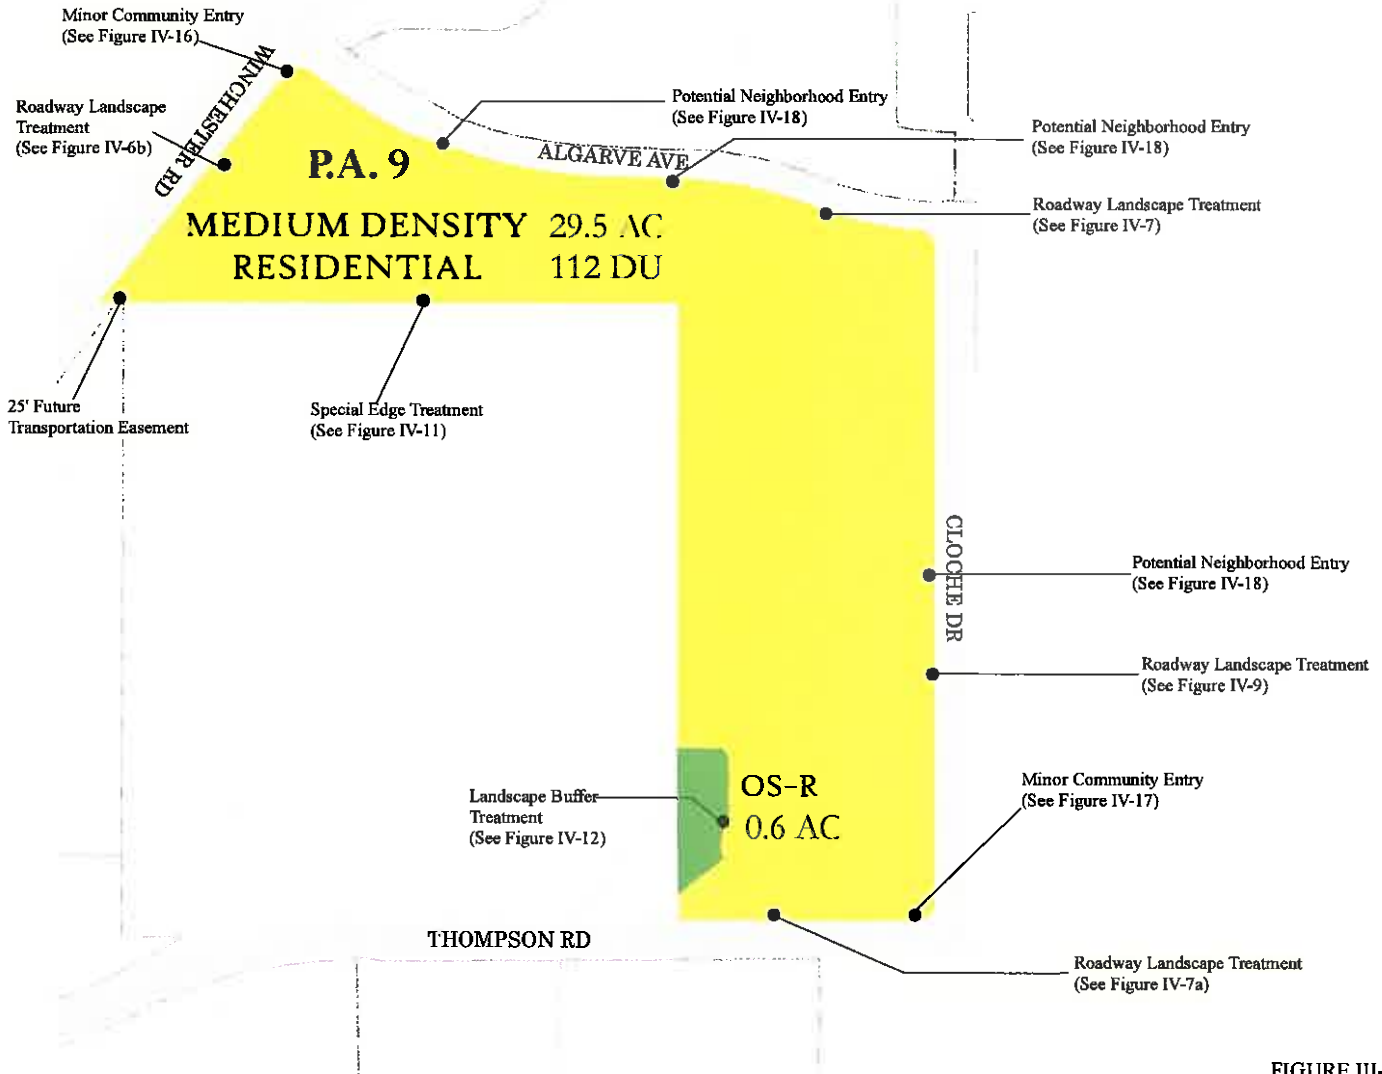 Minor Community Entry
(See Figure IV-16)
WINCHESTER RD
Roadway Landscape
Treatment
(See Figure IV-6b)
Potential Neighborhood Entry
(See Figure IV-18)
Potential Neighborhood Entry
(See Figure IV-18)
ALGARVE AVE
P.A. 9
Roadway Landscape Treatment
(See Figure IV-7)
MEDIUM DENSITY 29.5 AC
RESIDENTIAL 112 DU
25' Future
Transportation Easement
Special Edge Treatment
(See Figure IV-11)
CLOCHE DR
Potential Neighborhood Entry
(See Figure IV-18)
Roadway Landscape Treatment
(See Figure IV-9)
OS-R
0.6 AC
Landscape Buffer
Treatment
(See Figure IV-12)
Minor Community Entry
(See Figure IV-17)
THOMPSON RD
Roadway Landscape Treatment
(See Figure IV-7a)
FIGURE III-